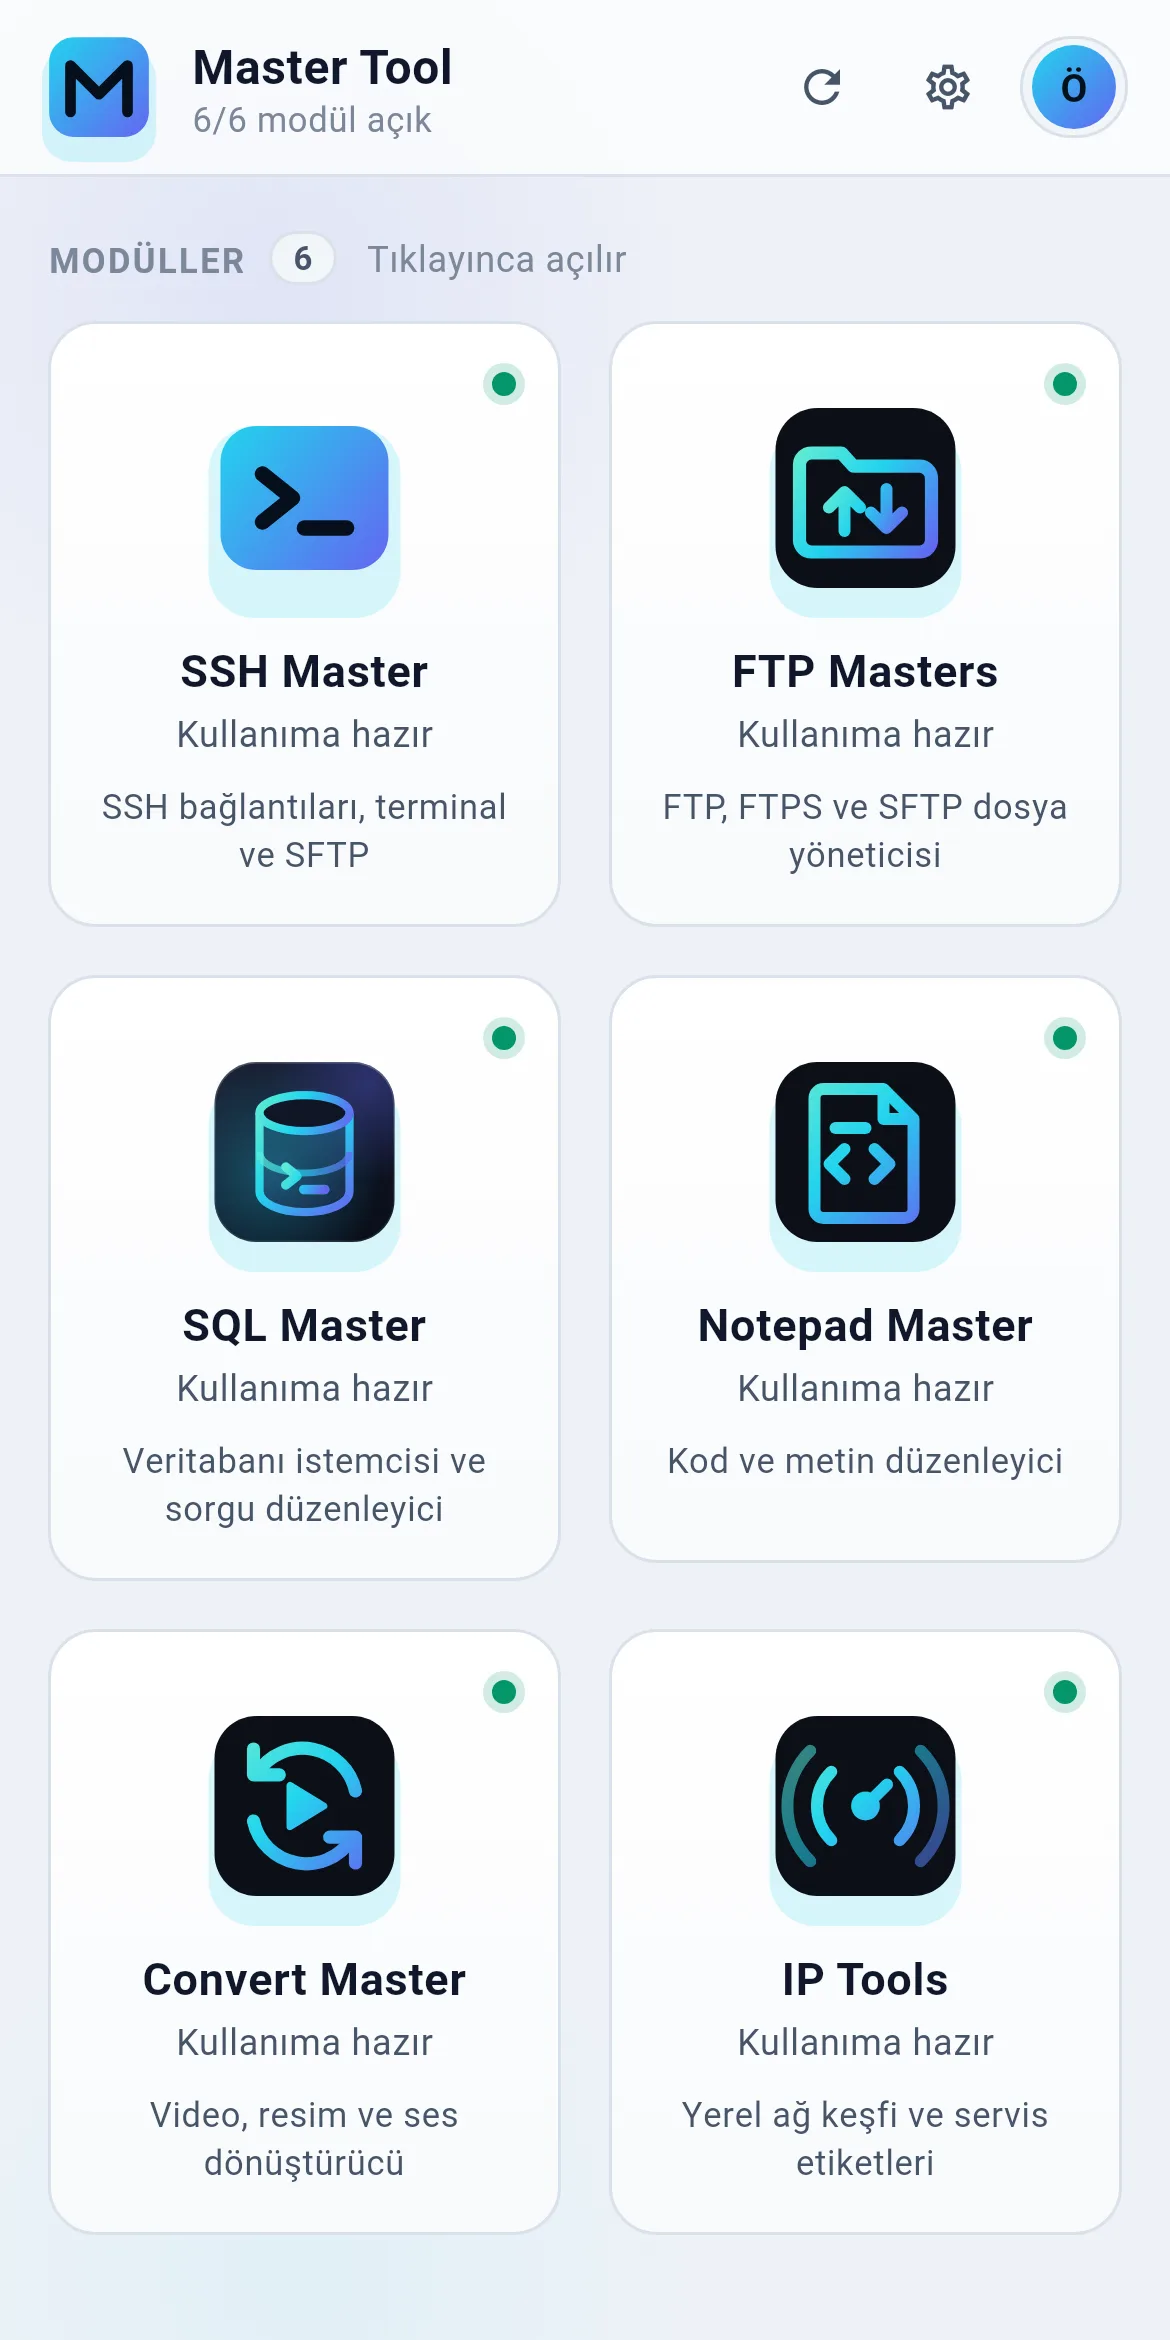 M
Master Tool
6/6 modül açık
Ö
MODÜLLER 6 Tıklayınca açılır
SSH Master
Kullanıma hazır
SSH bağlantıları, terminal
ve SFTP
FTP Masters
Kullanıma hazır
FTP, FTPS ve SFTP dosya
yöneticisi
SQL Master
Kullanıma hazır
Veritabanı istemcisi ve
sorgu düzenleyici
Notepad Master
Kullanıma hazır
Kod ve metin düzenleyici
Convert Master
Kullanıma hazır
Video, resim ve ses
dönüştürücü
IP Tools
Kullanıma hazır
Yerel ağ keşfi ve servis
etiketleri